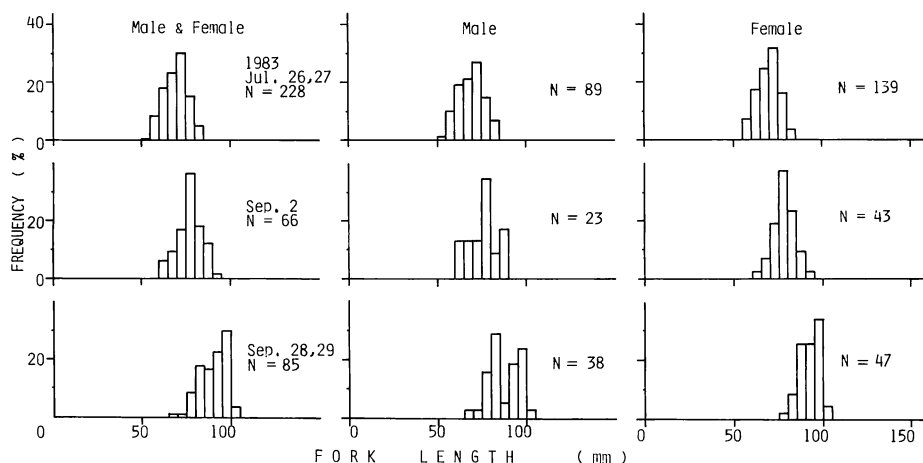 Male & Female
Male
Female
40
20
0
FREQUENCY ( % )
1983
Jul. 26,27
N = 228
N = 89
N = 139
20
0
Sep. 2
N = 66
N = 23
N = 43
20
Sep. 28,29
N = 85
N = 38
N = 47
0 50 100 0 50 100 0 50 100 150
FORK LENGTH ( mm )